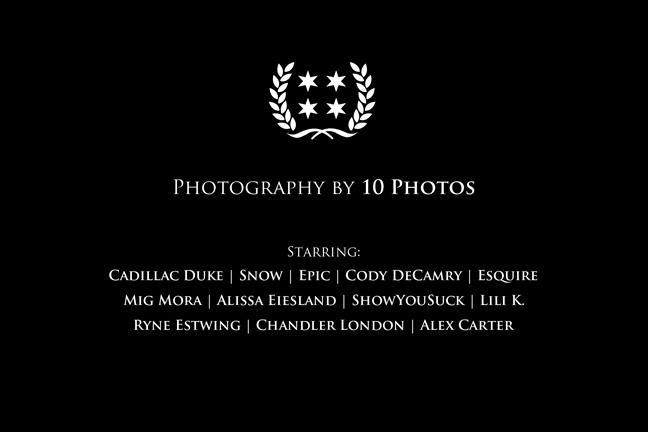 Photography by 10 Photos
Starring:
Cadillac Duke | Snow | Epic | Cody DeCamry | Esquire
Mig Mora | Alissa Eiesland | ShowYouSuck | Lili K.
Ryne Estwing | Chandler London | Alex Carter